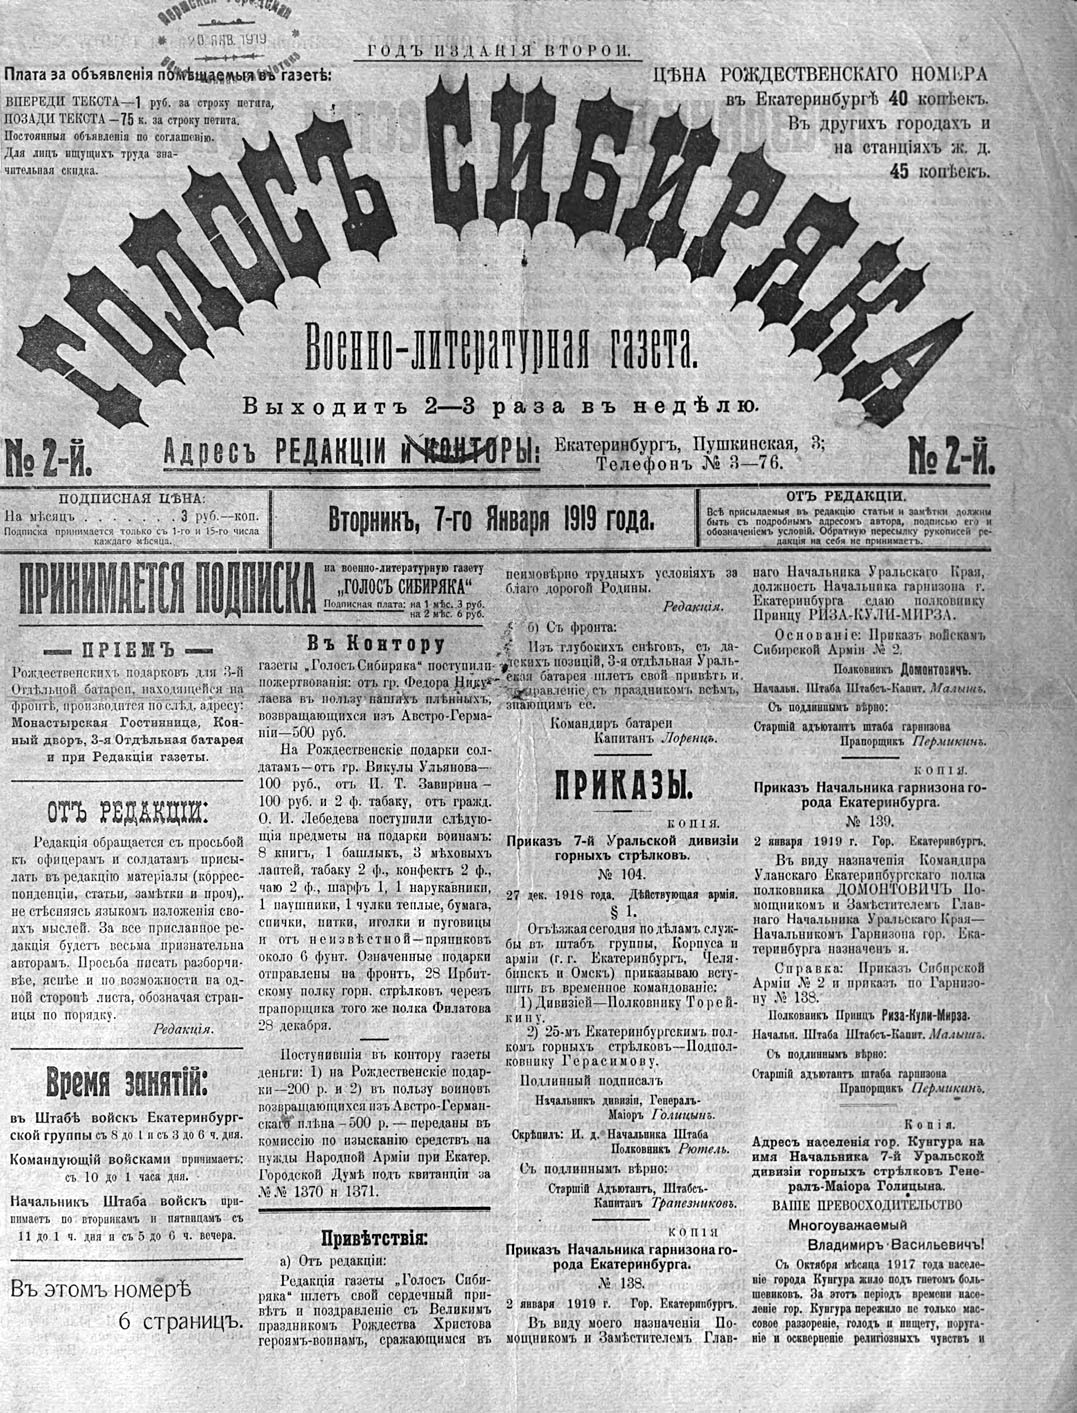 20 ЯНВ. 1919
ГОДЪ ИЗДАНІЯ ВТОРОЙ.
Плата за объявленія помѣщаемыя въ газетѣ:
ВПЕРЕДИ ТЕКСТА—1 руб. за строку петита,
ПОЗАДИ ТЕКСТА—75 к. за строку петита.
Постоянныя объявленія по соглашенію.
Для лицъ ищущихъ труда зна-
чительная скидка.
ЦѢНА РОЖДЕСТВЕНСКАГО НОМЕРА
въ Екатеринбургѣ 40 копѣекъ.
Въ другихъ городахъ и
на станціяхъ ж. д.
45 копѣекъ.
ГОЛОСЪ СИБИРЯКА
Военно-литературная газета.
Выходитъ 2—3 раза въ недѣлю.
№ 2-й.
Адресъ РЕДАКЦІИ и КОНТОРЫ:
Екатеринбургъ, Пушкинская, 3;
Телефонъ № 3—76.
№ 2-й.
ПОДПИСНАЯ ЦѢНА:
На мѣсяцъ . . . . . . . 3 руб.—коп.
Подписка принимается только съ 1-го и 15-го числа
каждаго мѣсяца.
Вторникъ, 7-го Января 1919 года.
ОТЪ РЕДАКЦІИ.
Всѣ присылаемыя въ редакцію статьи и замѣтки должны
быть съ подробнымъ адресомъ автора, подписью его и
обозначеніемъ условій. Обратную пересылку рукописей ре-
дакція на себя не принимаетъ.
ПРИНИМАЕТСЯ ПОДПИСКА
на военно-литературную газету
„ГОЛОСЪ СИБИРЯКА“
Подписная плата: на 1 мѣс. 3 руб.
на 2 мѣс. 6 руб.
— ПРІЕМЪ —
Рождественскихъ подарковъ для 3-й
Отдѣльной батареи, находящейся на
фронтѣ, производится по слѣд. адресу:
Монастырская Гостинница, Кон-
ный дворъ, 3-я Отдѣльная батарея
и при Редакціи газеты.
ОТЪ РЕДАКЦІИ:
Редакція обращается съ просьбой
къ офицерамъ и солдатамъ присы-
лать въ редакцію матеріалы (коррес-
понденціи, статьи, замѣтки и проч),.
не стѣсняясь языкомъ изложенія сво-
ихъ мыслей. За все присланное ре-
дакція будетъ весьма признательна
авторамъ. Просьба писать разборчи-
вѣе, яснѣе и по возможности на од-
ной сторонѣ листа, обозначая стран-
ицы по порядку.
Редакція.
Время занятій:
въ Штабѣ войскъ Екатеринбург-
ской группы съ 8 до 1 и съ 3 до 6 ч. дня.
Командующій войсками принимаетъ:
съ 10 до 1 часа дня.
Начальникъ Штаба войскъ при-
нимаетъ по вторникамъ и пятницамъ съ
11 до 1 ч. дня и съ 5 до 6 ч. вечера.
Въ этомъ номерѣ
6 страницъ.
Въ Контору
газеты „Голосъ Сибиряка“ поступили
пожертвованія: отъ гр. Федора Нику-
лаева въ пользу нашихъ плѣнныхъ,
возвращающихся изъ Австро-Герма-
ніи—500 руб.
На Рождественскіе подарки сол-
датамъ—отъ гр. Викулы Ульянова—
100 руб., отъ И. Т. Завирина—
100 руб. и 2 ф. табаку, отъ гражд.
О. И. Лебедева поступили слѣдую-
щія предметы на подарки воинамъ:
8 книгъ, 1 башлыкъ, 3 мѣховыхъ
лаптей, табаку 2 ф., конфектъ 2 ф.,
чаю 2 ф., шарфъ 1, 1 нарукавники,
1 наушники, 1 чулки теплые, бумага,
спички, нитки, иголки и пуговицы
и отъ неизвѣстной—пряниковъ
около 6 фунт. Означенные подарки
отправлены на фронтъ, 28 Ирбит-
скому полку горн. стрѣлковъ черезъ
прапорщика того же полка Филатова
28 декабря.
Поступившія въ контору газеты
деньги: 1) на Рождественскіе подар-
ки—200 р. и 2) въ пользу воиновъ
возвращающихся изъ Австро-Герман-
скаго плѣна—500 р.—переданы въ
комиссію по изысканію средствъ на
нужды Народной Арміи при Екатер.
Городской Думѣ подъ квитанціи за
№№ 1370 и 1371.
Привѣтствія:
а) Отъ редакціи:
Редакція газеты „Голосъ Сиби-
ряка“ шлетъ свой сердечный при-
вѣтъ и поздравленіе съ Великимъ
праздникомъ Рождества Христова
героямъ-воинамъ, сражающимся въ
неимовѣрно трудныхъ условіяхъ за
благо дорогой Родины.
Редакція.
б) Съ фронта:
Изъ глубокихъ снѣговъ, съ да-
лекихъ позицій, 3-я отдѣльная Ураль-
ская батарея шлетъ свой привѣтъ и
поздравленіе съ праздникомъ всѣмъ,
знающимъ ее.
Командиръ батареи
Капитанъ Лоренцъ.
ПРИКАЗЫ.
КОПІЯ.
Приказъ 7-й Уральской дивизіи
горныхъ стрѣлковъ.
№ 104.
27 дек. 1918 года. Дѣйствующая армія.
§ 1.
Отъѣзжая сегодня по дѣламъ служ-
бы въ штабъ группы, Корпуса и
арміи (г.г. Екатеринбургъ, Челя-
бинскъ и Омскъ) приказываю всту-
пить въ временное командованіе:
1) Дивизіей—Полковнику Торей-
кину.
2) 25-мъ Екатеринбургскимъ пол-
комъ горныхъ стрѣлковъ—Подпол-
ковнику Герасимову.
Подлинный подписалъ
Начальникъ дивизіи, Генералъ-
Маіоръ Голицынъ.
Скрѣпилъ: И. д. Начальника Штаба
Полковникъ Рютель.
Съ подлиннымъ вѣрно:
Старшій Адъютантъ, Штабсъ-
Капитанъ Трапезниковъ.
КОПІЯ
Приказъ Начальника гарнизона го-
рода Екатеринбурга.
№ 138.
2 января 1919 г. Гор. Екатеринбургъ.
Въ виду моего назначенія По-
мощникомъ и Замѣстителемъ Глав-
наго Начальника Уральскаго Края,
должность Начальника гарнизона г.
Екатеринбурга сдаю полковнику
Принцу РИЗА-КУЛИ-МИРЗА.
Основаніе: Приказъ войскамъ
Сибирской Арміи № 2.
Полковникъ Домонтовичъ.
Начальн. Штаба Штабсъ-Капит. Малышъ.
Съ подлиннымъ вѣрно:
Старшій адъютантъ штаба гарнизона
Прапорщикъ Пермикинъ.
КОПІЯ.
Приказъ Начальника гарнизона го-
рода Екатеринбурга.
№ 139.
2 января 1919 г. Гор. Екатеринбургъ.
Въ виду назначенія Командира
Уланскаго Екатеринбургскаго полка
полковника ДОМОНТОВИЧЪ По-
мощникомъ и Замѣстителемъ Глав-
наго Начальника Уральскаго Края—
Начальникомъ Гарнизона гор. Ека-
теринбурга назначенъ я.
Справка: Приказъ Сибирской
Арміи № 2 и приказъ по Гарнизо-
ну № 138.
Полковникъ Принцъ Риза-Кули-Мирза.
Начальн. Штаба Штабсъ-Капит. Малышъ.
Съ подлиннымъ вѣрно:
Старшій адъютантъ штаба гарнизона
Прапорщикъ Пермикинъ.
Копія.
Адресъ населенія гор. Кунгура на
имя Начальника 7-й Уральской
дивизіи горныхъ стрѣлковъ Гене-
ралъ-Маіора Голицына.
ВАШЕ ПРЕВОСХОДИТЕЛЬСТВО
Многоуважаемый
Владимиръ Васильевичъ!
Съ Октября мѣсяца 1917 года населе-
ніе города Кунгура жило подъ гнетомъ боль-
шевиковъ. За этотъ періодъ времени насе-
леніе гор. Кунгура пережило не только мас-
совое раззореніе, голодъ и нищету, поруга-
ніе и оскверненіе религіозныхъ чувствъ и